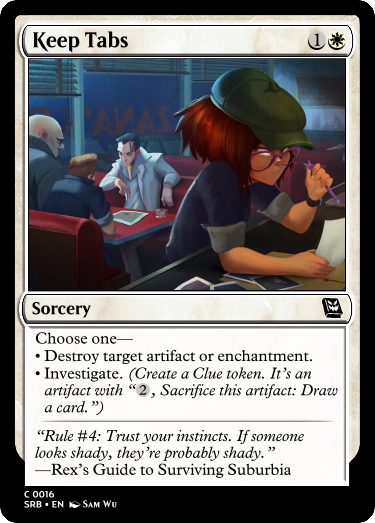 Keep Tabs 1
Sorcery
Choose one—
• Destroy target artifact or enchantment.
• Investigate. (Create a Clue token. It's an
artifact with “2, Sacrifice this artifact: Draw
a card.”)
“Rule #4: Trust your instincts. If someone
looks shady, they're probably shady.”
—Rex's Guide to Surviving Suburbia
C 0016
SRB • EN Sam Wu